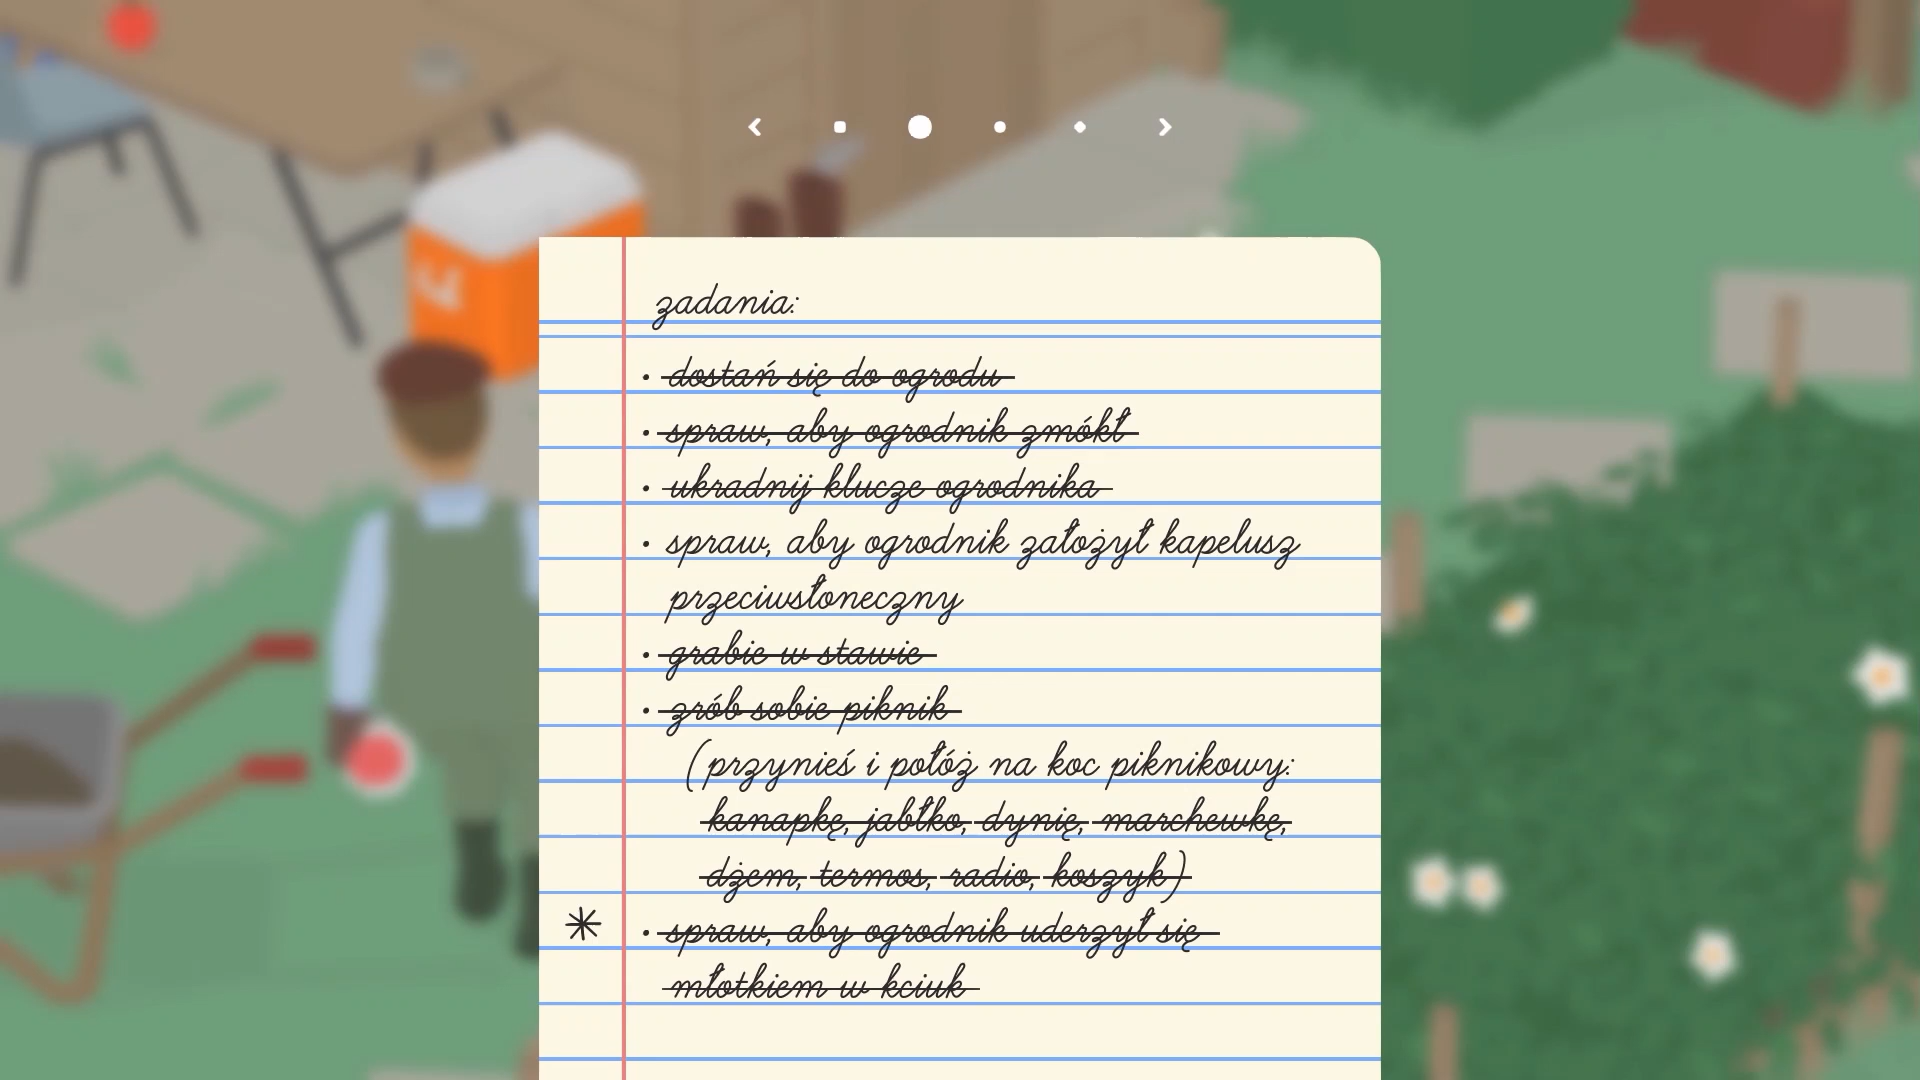 zadania:
• dostań się do ogrodu
• spraw, aby ogrodnik zmókł
• ukradnij klucze ogrodnika
• spraw, aby ogrodnik założył kapelusz
przeciwsłoneczny
• grabie w stawie
• zrób sobie piknik
(przynieś i połóż na koc piknikowy:
kanapkę, jabłko, dynię, marchewkę,
dżem, termos, radio, koszyk)
• spraw, aby ogrodnik uderzył się
młotkiem w kciuk